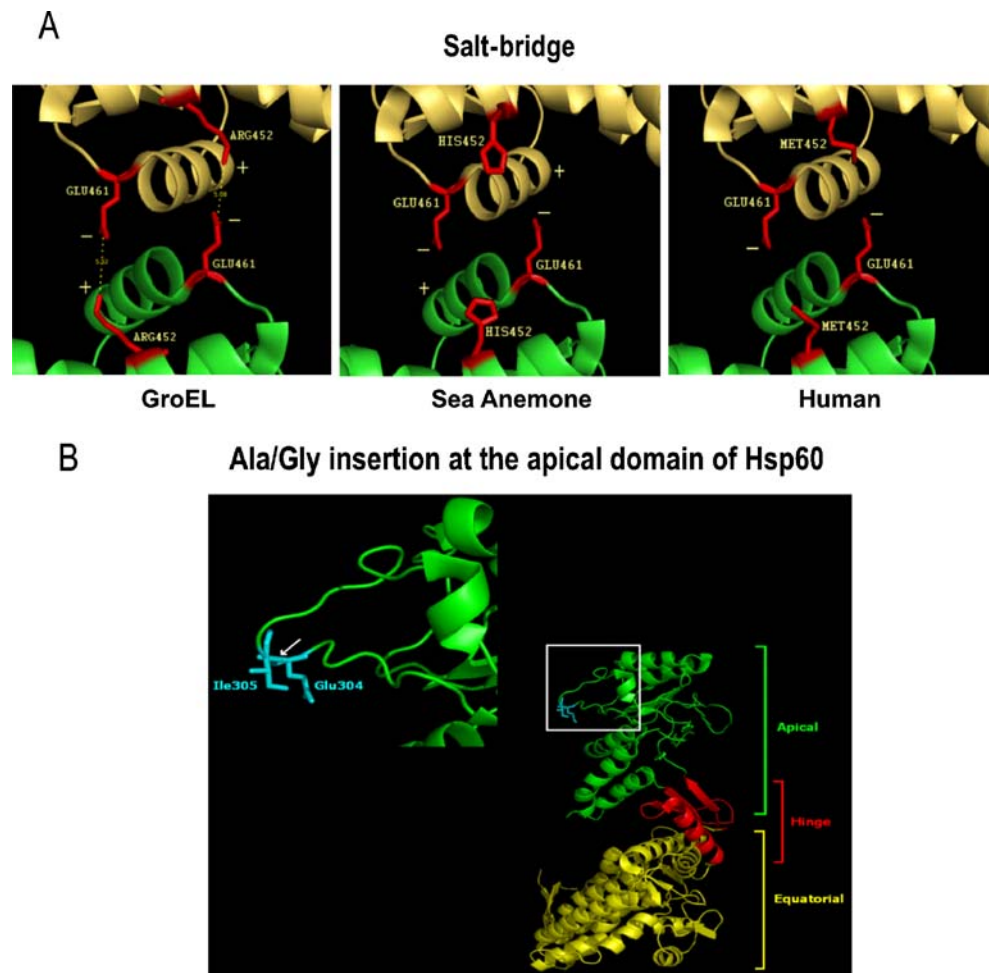 A
Salt-bridge
ARG452
GLU461
+
−
−
+
GLU461
ARG452
GroEL
HIS452
GLU461
+
−
−
+
GLU461
HIS452
Sea Anemone
MET452
GLU461
−
−
GLU461
MET452
Human
B
Ala/Gly insertion at the apical domain of Hsp60
Ile305
Glu304
Apical
Hinge
Equatorial